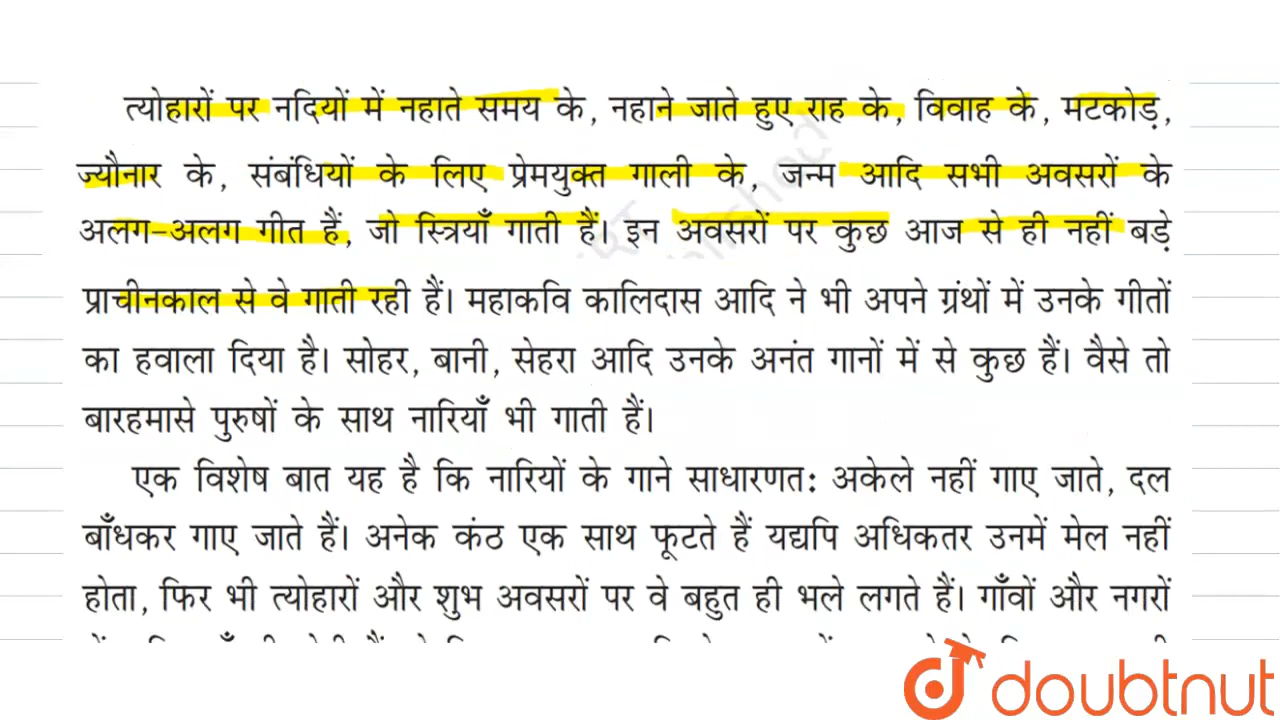 त्योहारों पर नदियों में नहाते समय के, नहाने जाते हुए राह के, विवाह के, मटकोड़,
ज्यौनार के, संबंधियों के लिए प्रेमयुक्त गाली के, जन्म आदि सभी अवसरों के
अलग-अलग गीत हैं, जो स्त्रियाँ गाती हैं। इन अवसरों पर कुछ आज से ही नहीं बड़े
प्राचीनकाल से वे गाती रही हैं। महाकवि कालिदास आदि ने भी अपने ग्रंथों में उनके गीतों
का हवाला दिया है। सोहर, बानी, सेहरा आदि उनके अनंत गानों में से कुछ हैं। वैसे तो
बारहमासे पुरुषों के साथ नारियाँ भी गाती हैं।
एक विशेष बात यह है कि नारियों के गाने साधारणत: अकेले नहीं गाए जाते, दल
बाँधकर गाए जाते हैं। अनेक कंठ एक साथ फूटते हैं यद्यपि अधिकतर उनमें मेल नहीं
होता, फिर भी त्योहारों और शुभ अवसरों पर वे बहुत ही भले लगते हैं। गाँवों और नगरों
doubtnut